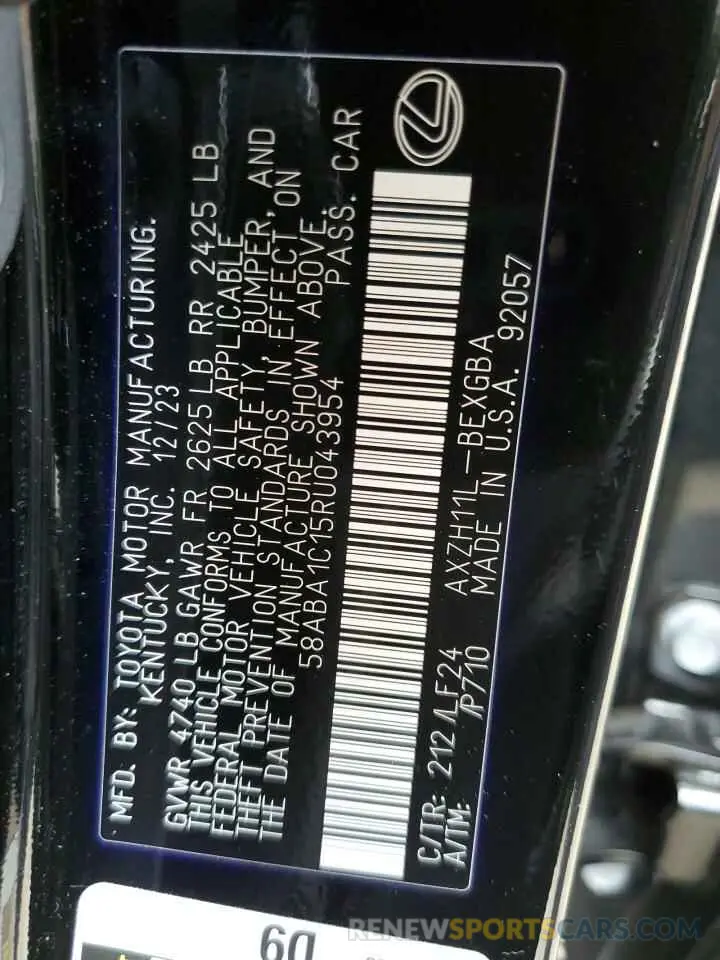 MFD. BY: TOYOTA MOTOR MANUFACTURING.
KENTUCKY, INC. 12/23
GVWR 4740 LB GAWR FR 2625 LB RR 2425 LB
THIS VEHICLE CONFORMS TO ALL APPLICABLE
FEDERAL MOTOR VEHICLE SAFETY, BUMPER, AND
THEFT PREVENTION STANDARDS IN EFFECT ON
THE DATE OF MANUFACTURE SHOWN ABOVE.
58ABA1C15RU043954 PASS. CAR
C/TR: 212/LF24 AXZH11L-BEXGBA
A/TM: /P710 MADE IN U.S.A. 92057
D9
RENEWSPORTSCARS.COM